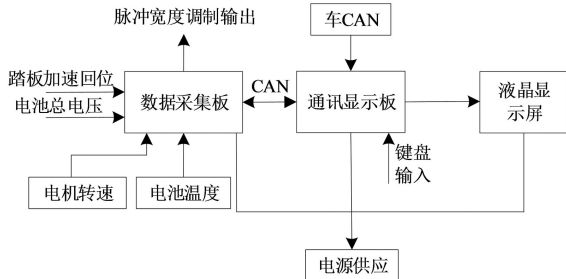 脉冲宽度调制输出
车CAN
踏板加速回位
电池总电压
数据采集板
CAN
通讯显示板
液晶显
示屏
键盘
输入
电机转速
电池温度
电源供应